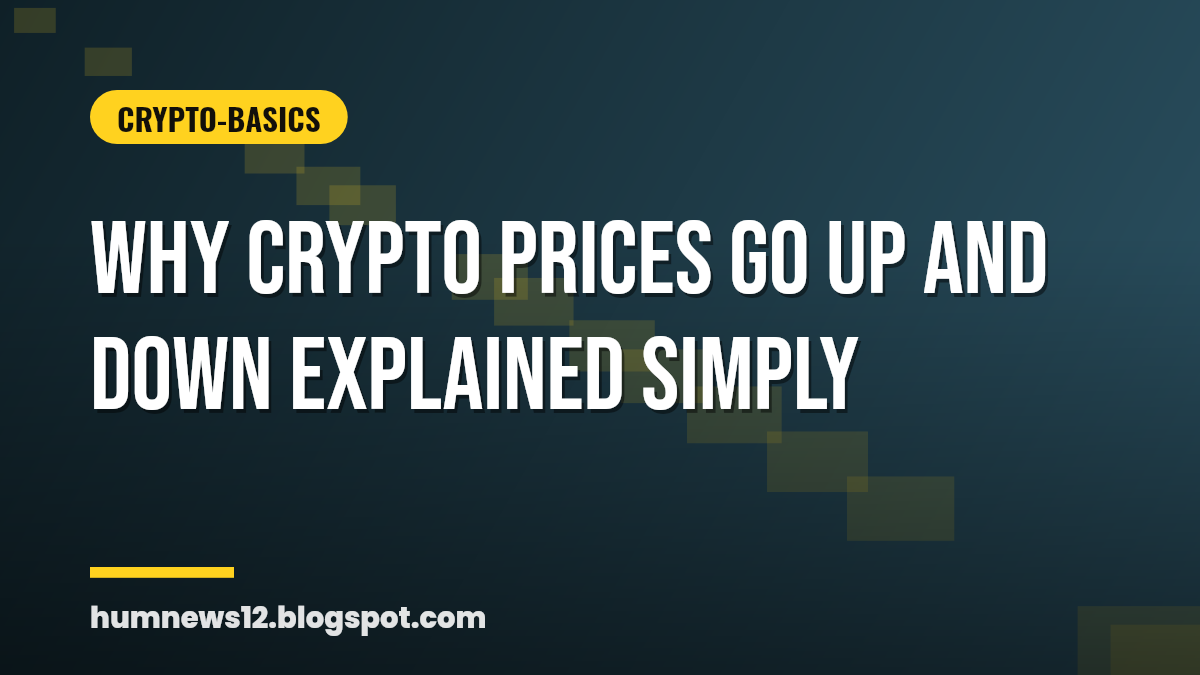 CRYPTO-BASICS
WHY CRYPTO PRICES GO UP AND
DOWN EXPLAINED SIMPLY
humnews12.blogspot.com